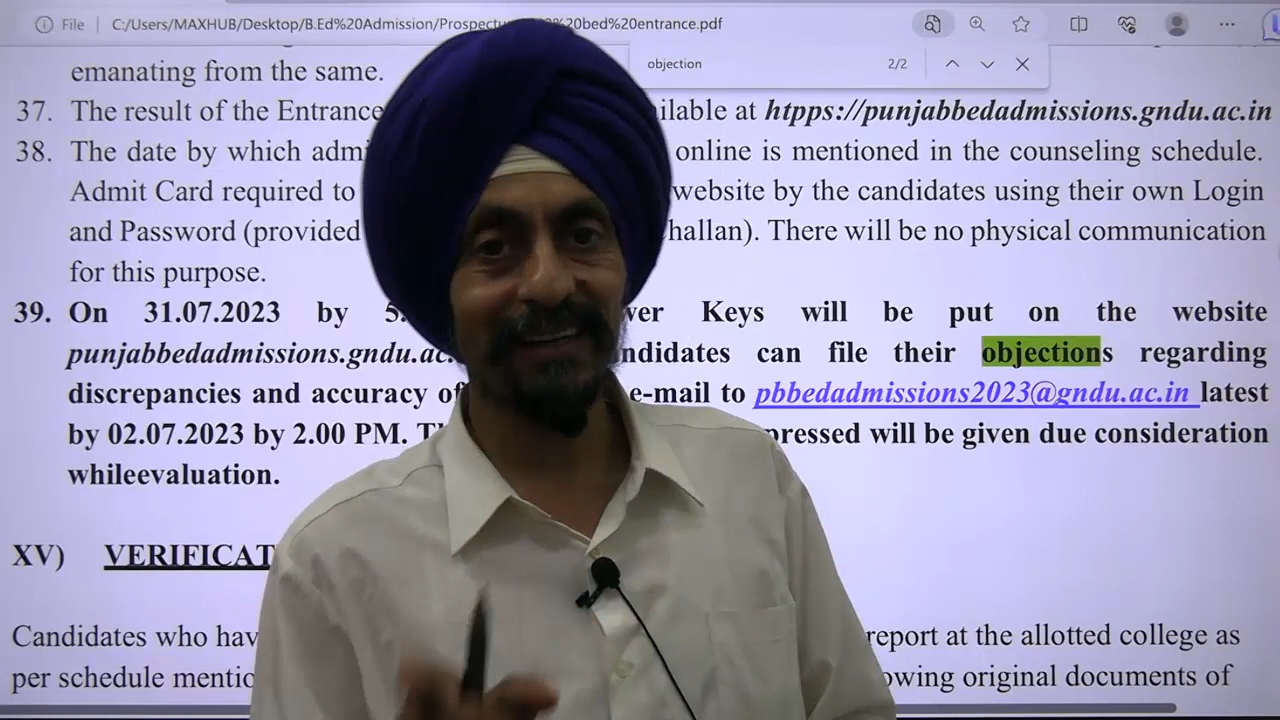 File C:/Users/MAXHUB/Desktop/B.Ed%20Admission/Prospectu %20bed%20entrance.pdf
objection 2/2
emanating from the same.
37. The result of the Entrance ilable at htpps://punjabbedadmissions.gndu.ac.in
38. The date by which adm online is mentioned in the counseling schedule.
Admit Card required to website by the candidates using their own Login
and Password (provided hallan). There will be no physical communication
for this purpose.
39. On 31.07.2023 by 5. wer Keys will be put on the website
punjabbedadmissions.gndu.ac. ndidates can file their objections regarding
discrepancies and accuracy of e-mail to pbbedadmissions2023@gndu.ac.in latest
by 02.07.2023 by 2.00 PM. T pressed will be given due consideration
whileevaluation.
XV) VERIFICAT
Candidates who hav report at the allotted college as
per schedule mentio owing original documents of